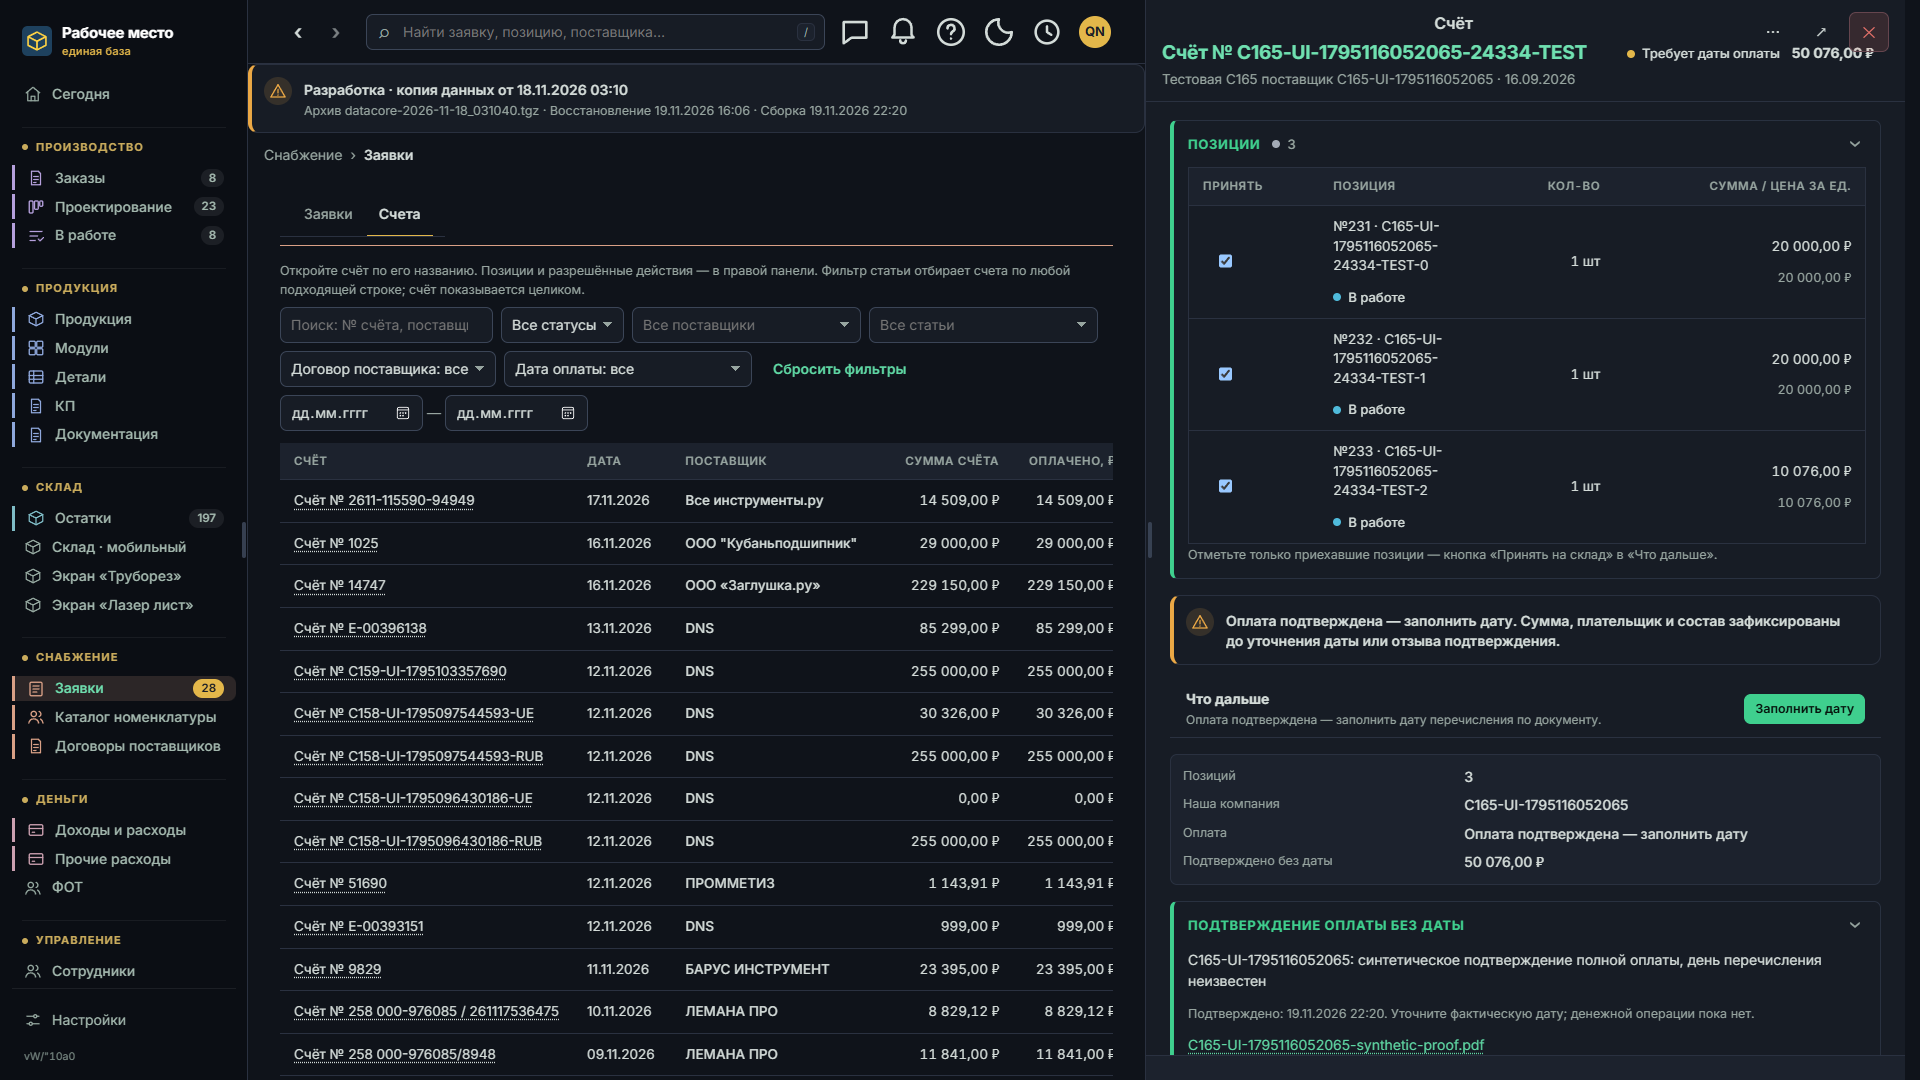 Рабочее место
единая база
Сегодня
ПРОИЗВОДСТВО
Заказы 8
Проектирование 23
В работе 8
ПРОДУКЦИЯ
Продукция
Модули
Детали
КП
Документация
СКЛАД
Остатки 197
Склад · мобильный
Экран «Труборез»
Экран «Лазер лист»
СНАБЖЕНИЕ
Заявки 28
Каталог номенклатуры
Договоры поставщиков
ДЕНЬГИ
Доходы и расходы
Прочие расходы
ФОТ
УПРАВЛЕНИЕ
Сотрудники
Настройки
vW/"10a0
Найти заявку, позицию, поставщика... /
QN
Разработка · копия данных от 18.11.2026 03:10
Архив datacore-2026-11-18_031040.tgz · Восстановление 19.11.2026 16:06 · Сборка 19.11.2026 22:20
Снабжение › Заявки
Заявки Счета
Откройте счёт по его названию. Позиции и разрешённые действия — в правой панели. Фильтр статьи отбирает счета по любой
подходящей строке; счёт показывается целиком.
Поиск: № счёта, поставщи Все статусы Все поставщики Все статьи
Договор поставщика: все Дата оплаты: все Сбросить фильтры
дд.мм.гггг — дд.мм.гггг
СЧЁТ ДАТА ПОСТАВЩИК СУММА СЧЁТА ОПЛАЧЕНО, ₽
Счёт № 2611-115590-94949 17.11.2026 Все инструменты.ру 14 509,00 ₽ 14 509,00 ₽
Счёт № 1025 16.11.2026 ООО "Кубаньподшипник" 29 000,00 ₽ 29 000,00 ₽
Счёт № 14747 16.11.2026 ООО «Заглушка.ру» 229 150,00 ₽ 229 150,00 ₽
Счёт № E-00396138 13.11.2026 DNS 85 299,00 ₽ 85 299,00 ₽
Счёт № C159-UI-1795103357690 12.11.2026 DNS 255 000,00 ₽ 255 000,00 ₽
Счёт № C158-UI-1795097544593-UE 12.11.2026 DNS 30 326,00 ₽ 30 326,00 ₽
Счёт № C158-UI-1795097544593-RUB 12.11.2026 DNS 255 000,00 ₽ 255 000,00 ₽
Счёт № C158-UI-1795096430186-UE 12.11.2026 DNS 0,00 ₽ 0,00 ₽
Счёт № C158-UI-1795096430186-RUB 12.11.2026 DNS 255 000,00 ₽ 255 000,00 ₽
Счёт № 51690 12.11.2026 ПРОММЕТИЗ 1 143,91 ₽ 1 143,91 ₽
Счёт № E-00393151 12.11.2026 DNS 999,00 ₽ 999,00 ₽
Счёт № 9829 11.11.2026 БАРУС ИНСТРУМЕНТ 23 395,00 ₽ 23 395,00 ₽
Счёт № 258 000-976085 / 261117536475 10.11.2026 ЛЕМАНА ПРО 8 829,12 ₽ 8 829,12 ₽
Счёт № 258 000-976085/8948 09.11.2026 ЛЕМАНА ПРО 11 841,00 ₽ 11 841,00 ₽
Счёт
Счёт № C165-UI-1795116052065-24334-TEST Требует даты оплаты 50 076,00 ₽
Тестовая C165 поставщик C165-UI-1795116052065 · 16.09.2026
ПОЗИЦИИ 3
ПРИНЯТЬ ПОЗИЦИЯ КОЛ-ВО СУММА / ЦЕНА ЗА ЕД.
№231 · C165-UI-
1795116052065-
24334-TEST-0
В работе
1 шт
20 000,00 ₽
20 000,00 ₽
№232 · C165-UI-
1795116052065-
24334-TEST-1
В работе
1 шт
20 000,00 ₽
20 000,00 ₽
№233 · C165-UI-
1795116052065-
24334-TEST-2
В работе
1 шт
10 076,00 ₽
10 076,00 ₽
Отметьте только приехавшие позиции — кнопка «Принять на склад» в «Что дальше».
Оплата подтверждена — заполнить дату. Сумма, плательщик и состав зафиксированы
до уточнения даты или отзыва подтверждения.
Что дальше
Оплата подтверждена — заполнить дату перечисления по документу.
Заполнить дату
Позиций 3
Наша компания C165-UI-1795116052065
Оплата Оплата подтверждена — заполнить дату
Подтверждено без даты 50 076,00 ₽
ПОДТВЕРЖДЕНИЕ ОПЛАТЫ БЕЗ ДАТЫ
C165-UI-1795116052065: синтетическое подтверждение полной оплаты, день перечисления
неизвестен
Подтверждено: 19.11.2026 22:20. Уточните фактическую дату; денежной операции пока нет.
C165-UI-1795116052065-synthetic-proof.pdf